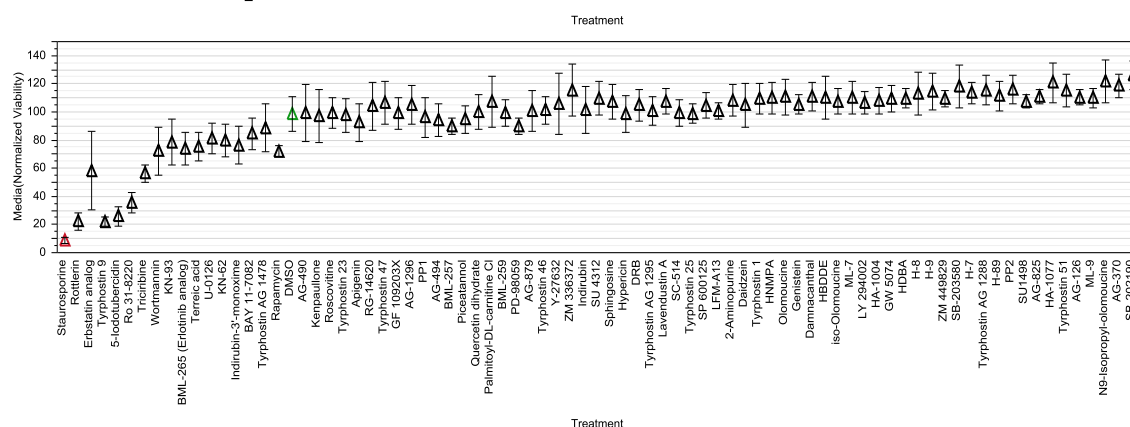 Treatment
Media(Normalized Viability)
140
120
100
80
60
40
20
0
Staurosporine
Rottlerin
Erbstatin analog
Tyrphostin 9
5-Iodotubercidin
Ro 31-8220
Triciribine
Wortmannin
KN-93
BML-265 (Erlotinib analog)
Terreic acid
U-0126
KN-62
Indirubin-3'-monoxime
BAY 11-7082
Tyrphostin AG 1478
Rapamycin
DMSO
AG-490
Kenpaullone
Roscovitine
Tyrphostin 23
Apigenin
RG-14620
Tyrphostin 47
GF 109203X
AG-1296
PP1
AG-494
BML-257
Piceatannol
Quercetin dihydrate
Palmitoyl-DL-carnitine Cl
BML-259
PD-98059
AG-879
Tyrphostin 46
Y-27632
ZM 336372
Indirubin
SU 4312
Sphingosine
Hypericin
DRB
Tyrphostin AG 1295
Lavendustin A
SC-514
Tyrphostin 25
SP 600125
LFM-A13
2-Aminopurine
Daidzein
Tyrphostin 1
HNMPA
Olomoucine
Genistein
Damnacanthal
HBDDE
iso-Olomoucine
ML-7
LY 294002
HA-1004
GW 5074
HDBA
H-8
H-9
ZM 449829
SB-203580
H-7
Tyrphostin AG 1288
H-89
PP2
SU1498
AG-825
HA-1077
Tyrphostin 51
AG-126
ML-9
N9-Isopropyl-olomoucine
AG-370
Treatment